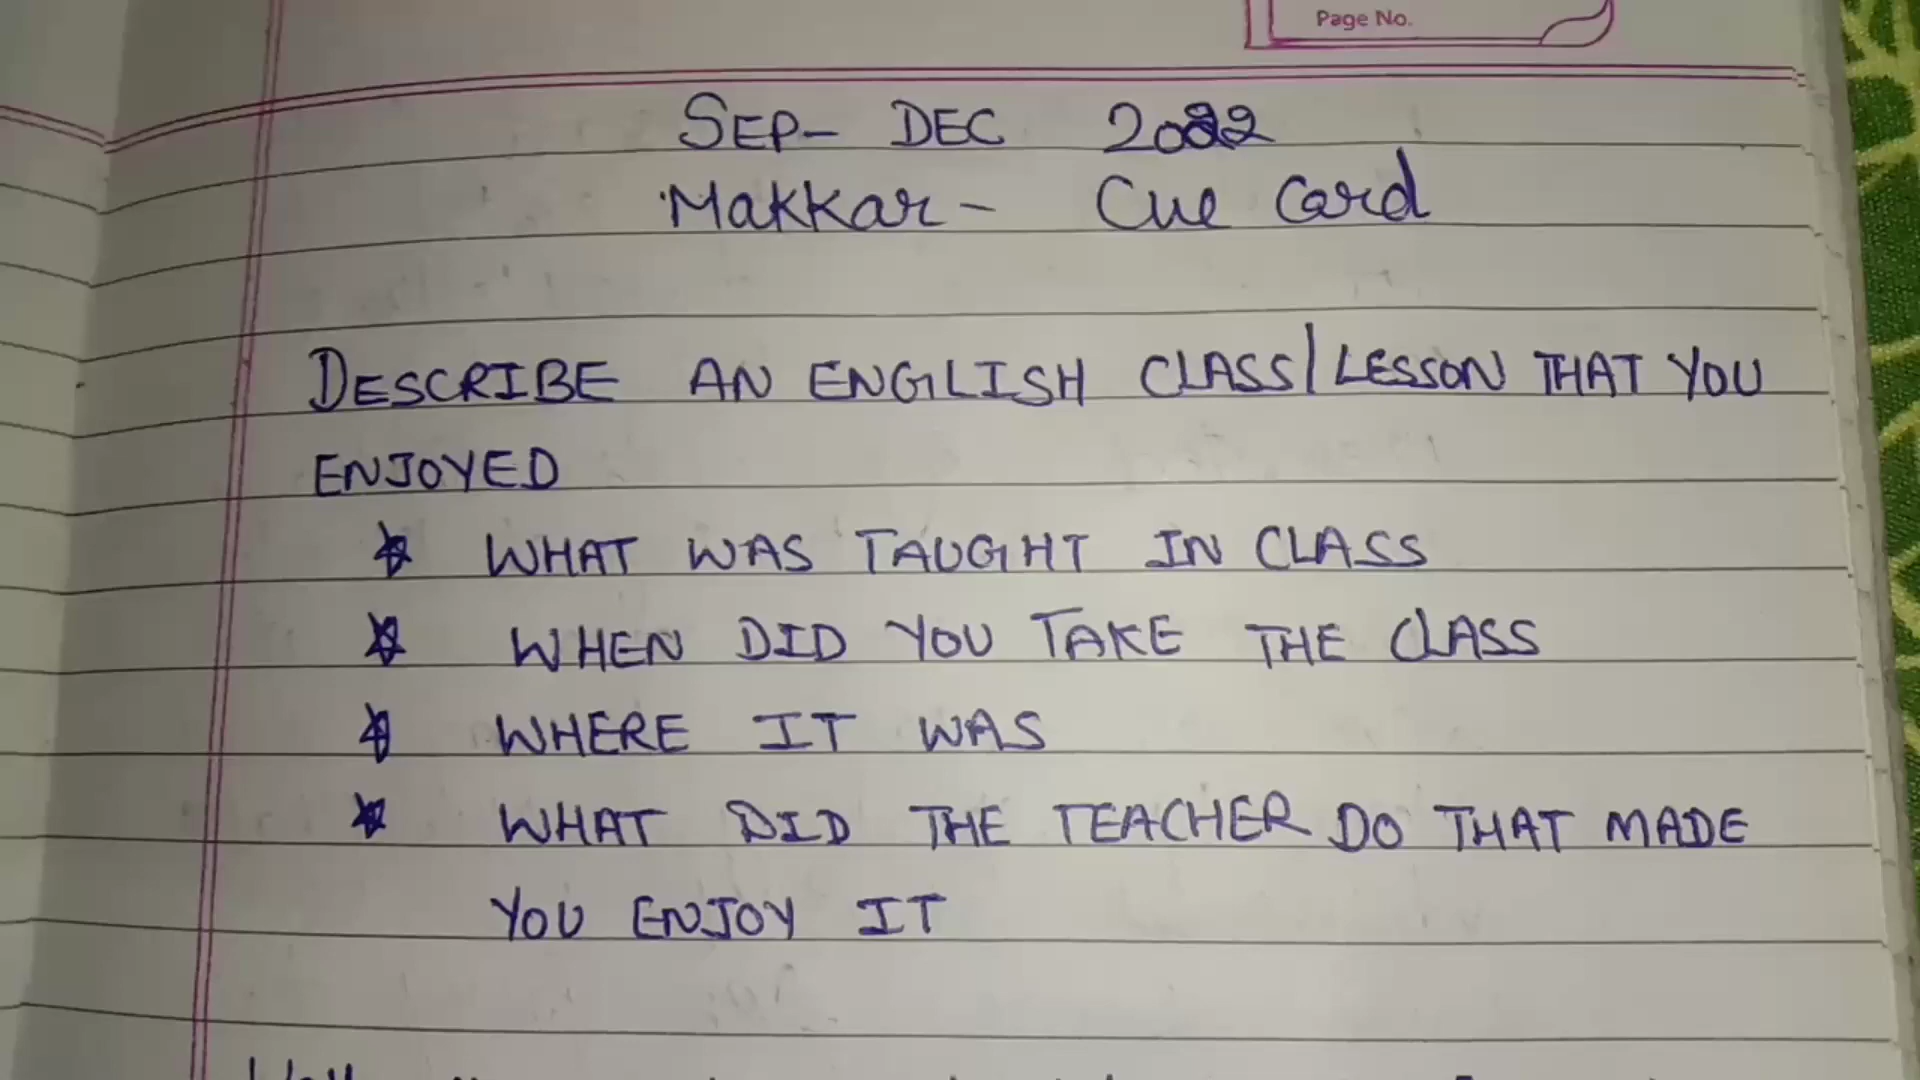 Page No.
SEP- DEC 2022
Makkar - Cue Card
DESCRIBE AN ENGLISH CLASS/LESSON THAT YOU
ENJOYED
* WHAT WAS TAUGHT IN CLASS
* WHEN DID YOU TAKE THE CLASS
* WHERE IT WAS
* WHAT DID THE TEACHER DO THAT MADE
YOU ENJOY IT